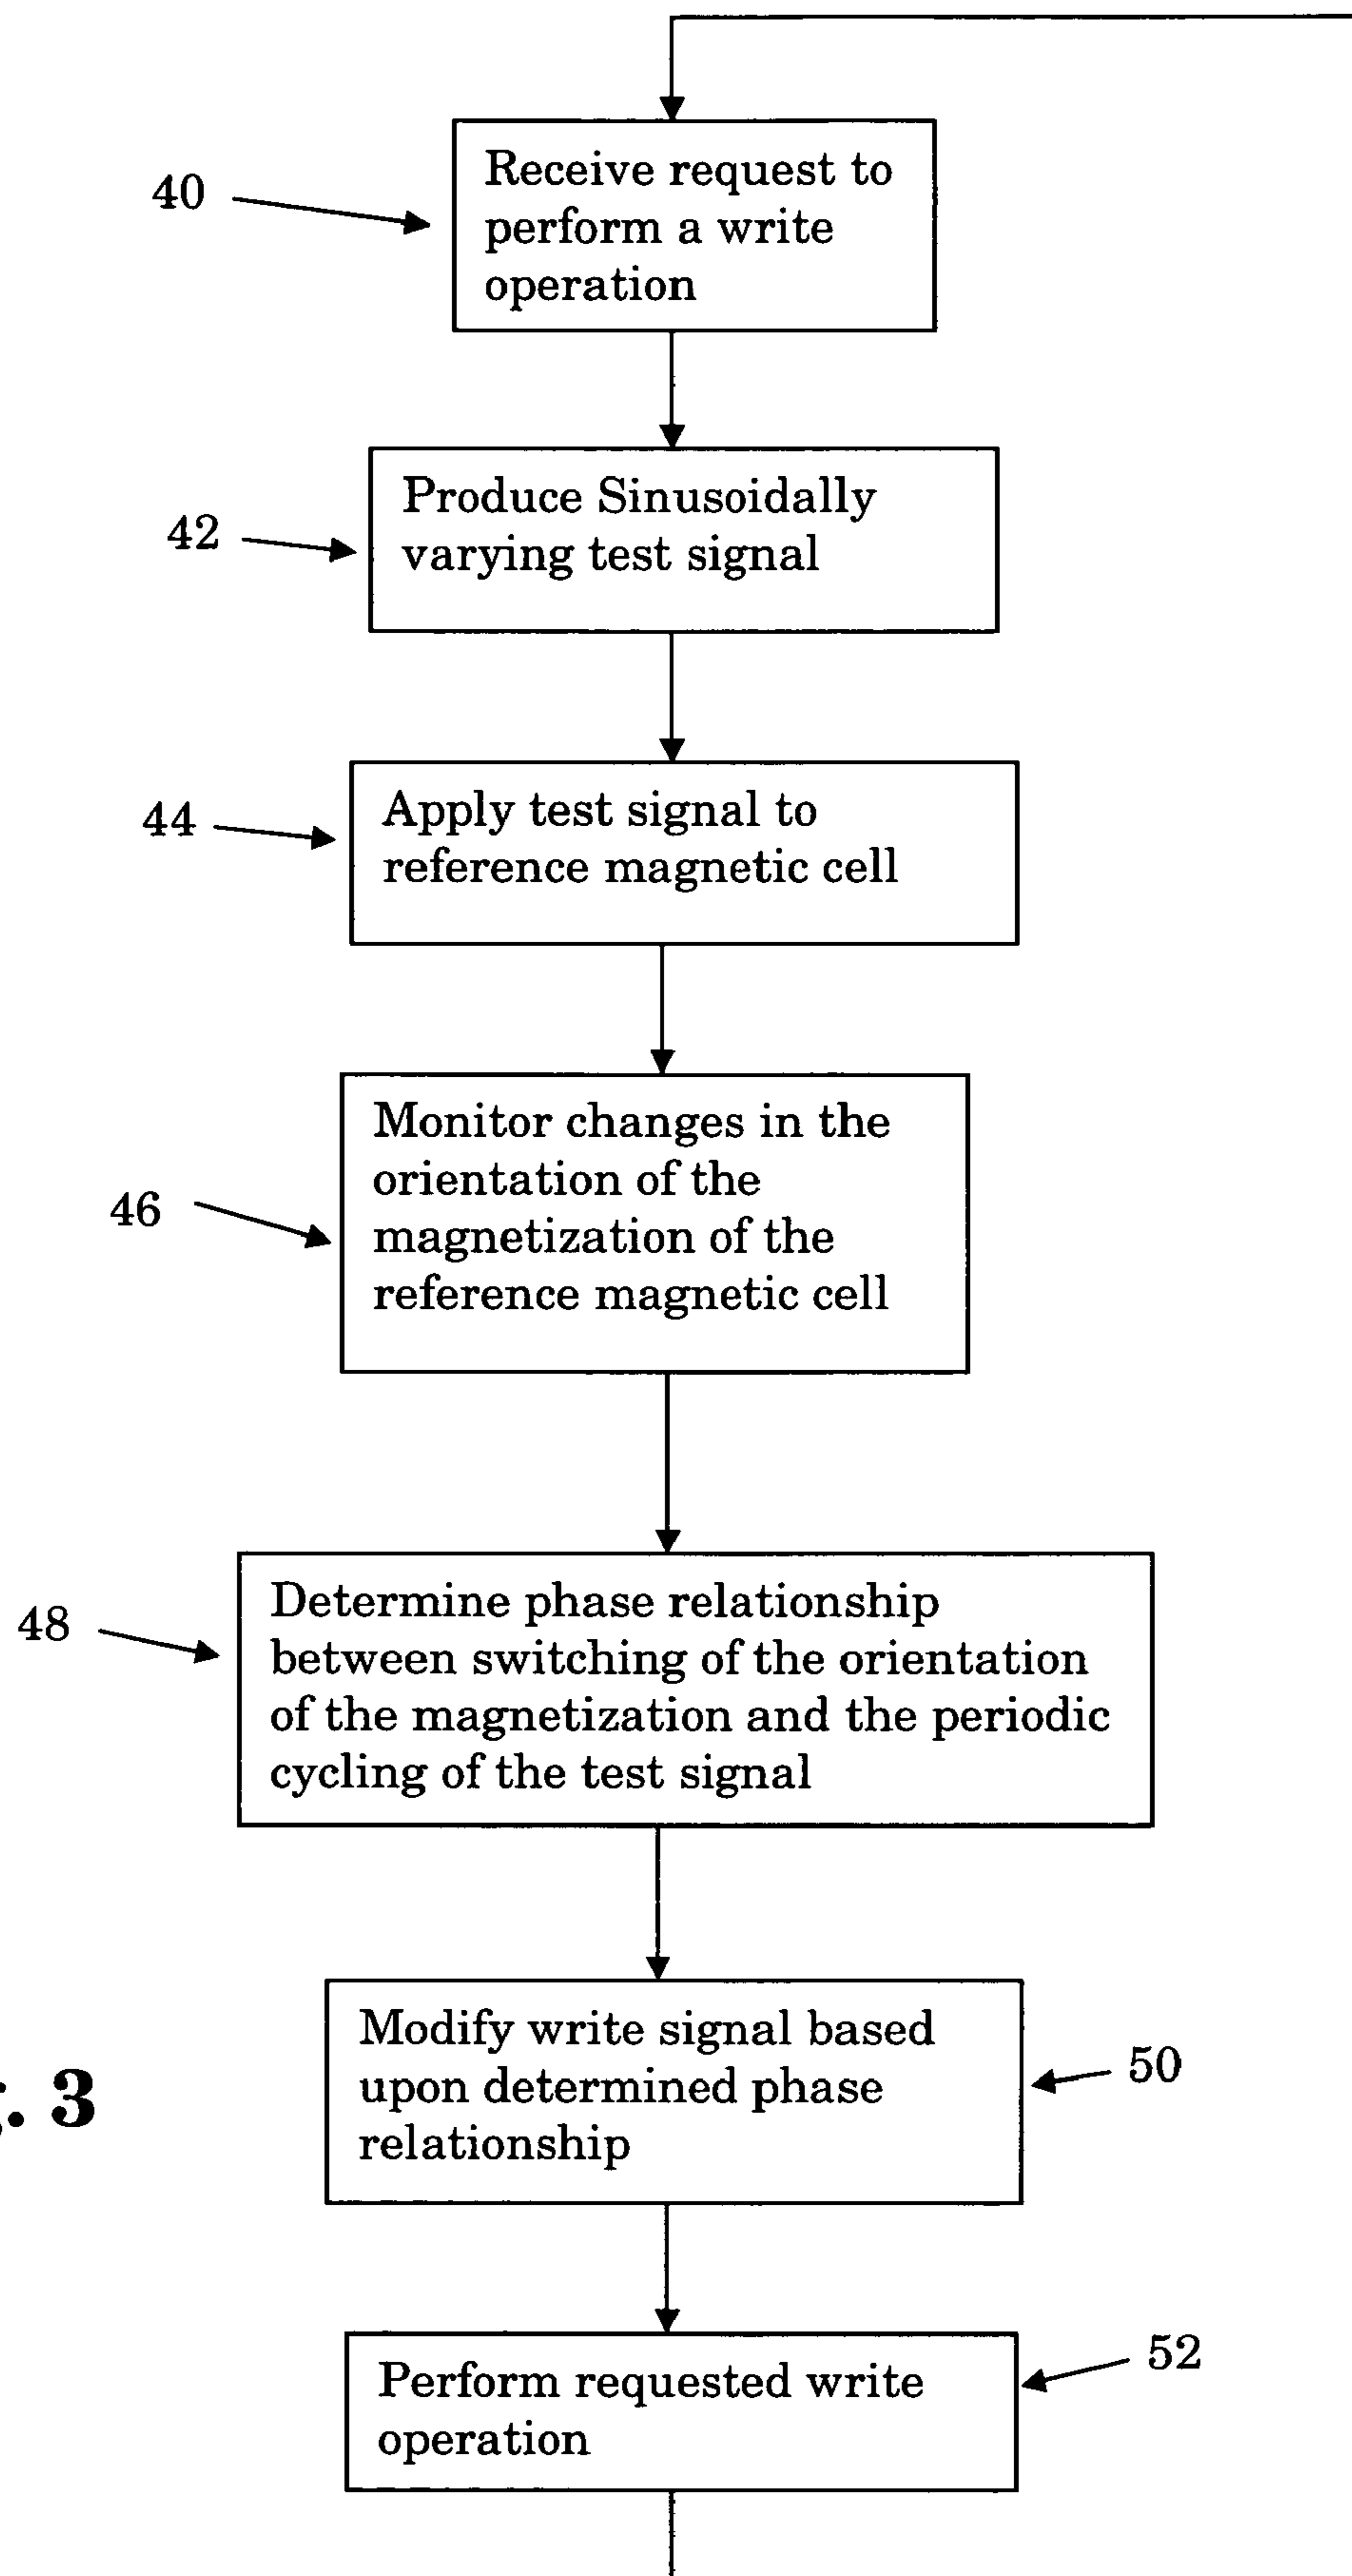 40
Receive request to
perform a write
operation
42
Produce Sinusoidally
varying test signal
44
Apply test signal to
reference magnetic cell
46
Monitor changes in the
orientation of the
magnetization of the
reference magnetic cell
48
Determine phase relationship
between switching of the orientation
of the magnetization and the periodic
cycling of the test signal
Modify write signal based
upon determined phase
relationship
50
. 3
Perform requested write
operation
52